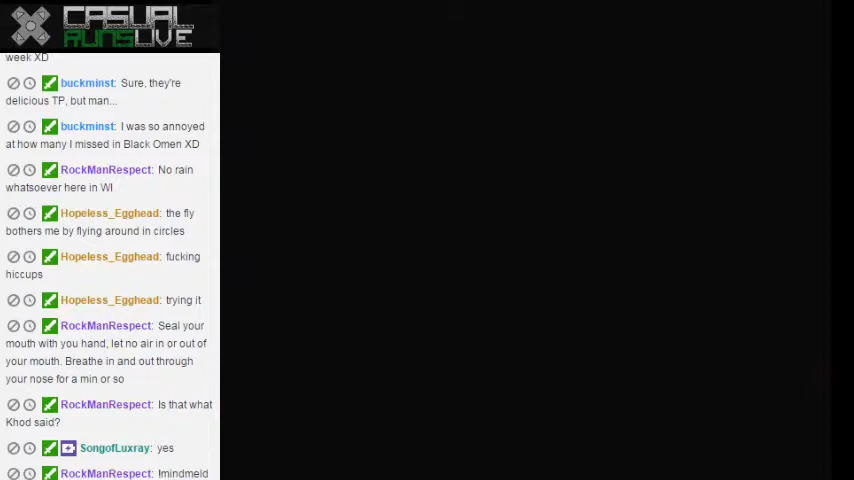 CASUAL
RUNSLIVE
week XD
buckminst: Sure, they're
delicious TP, but man...
buckminst: I was so annoyed
at how many I missed in Black Omen XD
RockManRespect: No rain
whatsoever here in WI
Hopeless_Egghead: the fly
bothers me by flying around in circles
Hopeless_Egghead: fucking
hiccups
Hopeless_Egghead: trying it
RockManRespect: Seal your
mouth with you hand, let no air in or out of
your mouth. Breathe in and out through
your nose for a min or so
RockManRespect: Is that what
Khod said?
SongofLuxray: yes
RockManRespect: !mindmeld